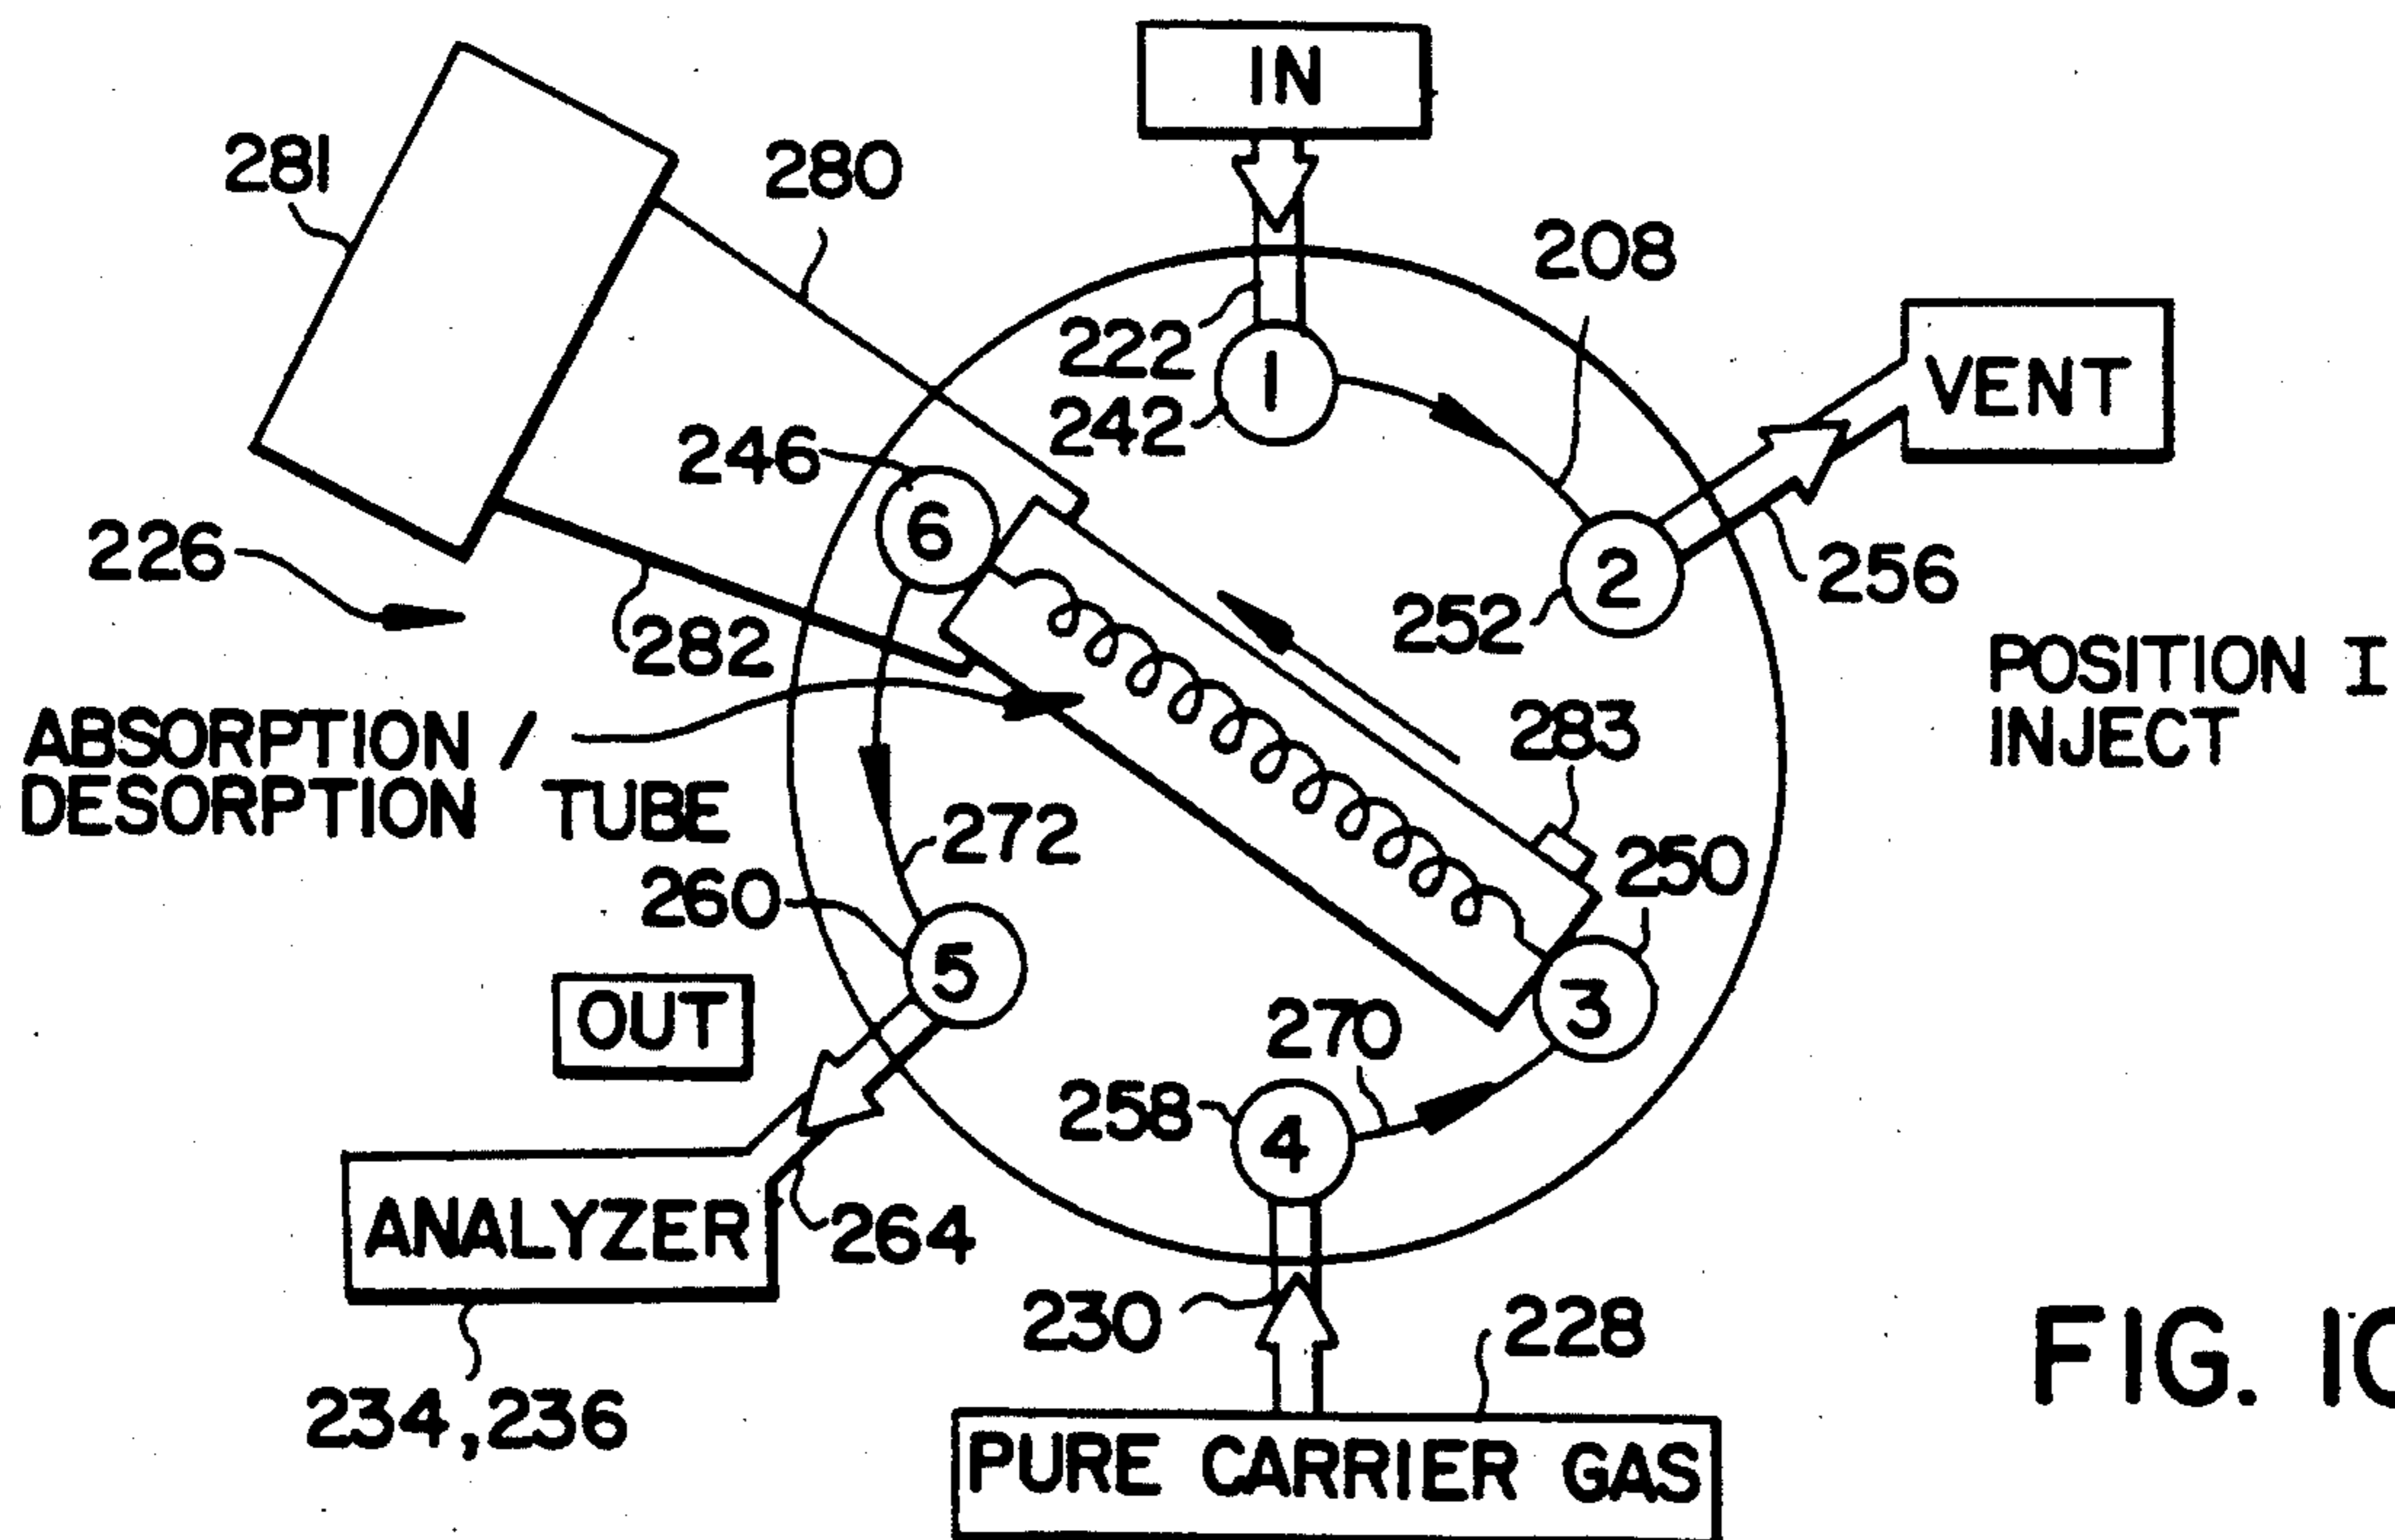 IN
281
280
208
222
1
242
VENT
246
6
226
252
2
256
282
POSITION I
INJECT
283
ABSORPTION /
DESORPTION TUBE
272
250
260
5
OUT
270
3
258
4
ANALYZER
264
230
228
234,236
PURE CARRIER GAS
FIG.